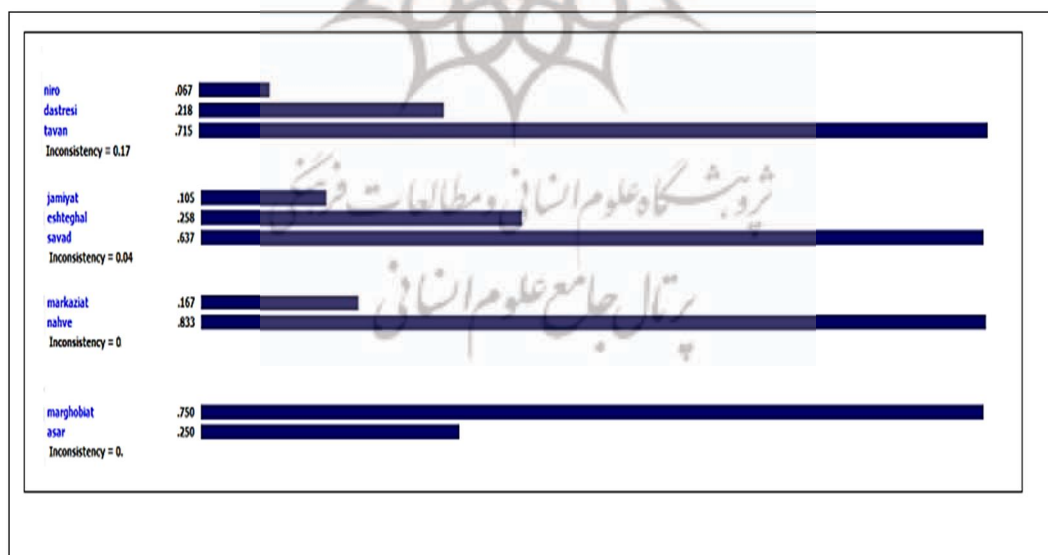 niro .067
dastresi .218
tavan .715
Inconsistency = 0.17
jamiyat .105
eshteghal .258
savad .637
Inconsistency = 0.04
markaziat .167
nahve .833
Inconsistency = 0
marghobiat .750
asar .250
Inconsistency = 0.
پژوهشگاه علوم انسانی و مطالعات فرهنگی
پرتال جامع علوم انسانی